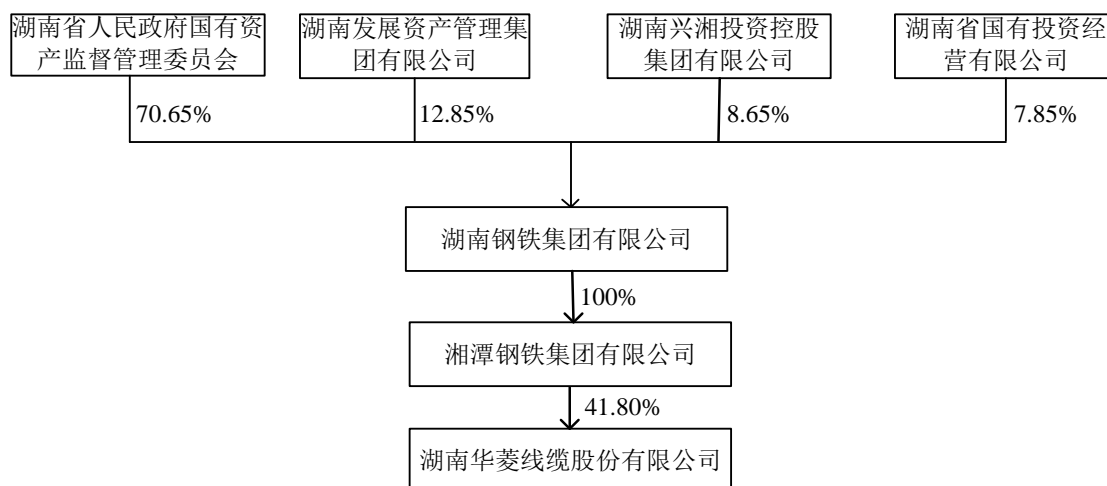 湖南省人民政府国有资
产监督管理委员会
湖南发展资产管理集
团有限公司
湖南兴湘投资控股
集团有限公司
湖南省国有投资经
营有限公司
70.65%
12.85%
8.65%
7.85%
湖南钢铁集团有限公司
100%
湘潭钢铁集团有限公司
41.80%
湖南华菱线缆股份有限公司